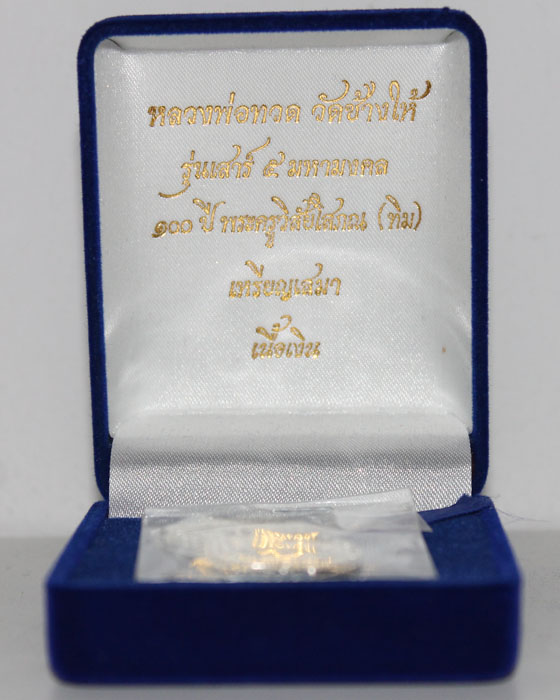 หลวงพ่อทวด วัดช้างให้
รุ่นเสาร์ ๕ มหามงคล
๑๐๐ ปี พระครูวิสัยโสภณ (ทิม)
เหรียญเสมา
เนื้อเงิน